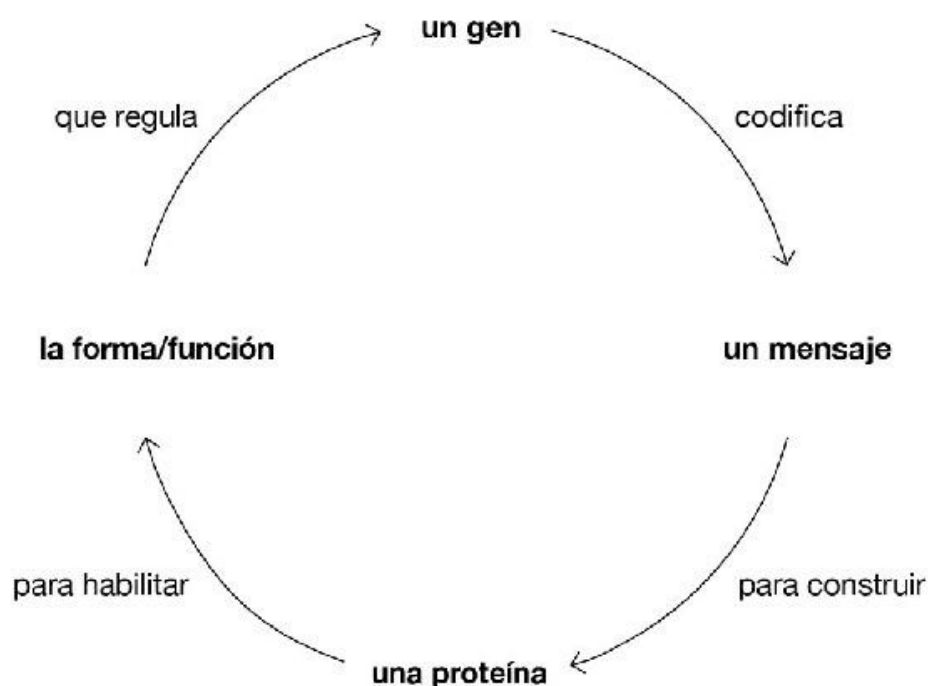 un gen
que regula
codifica
la forma/función
un mensaje
para habilitar
para construir
una proteína